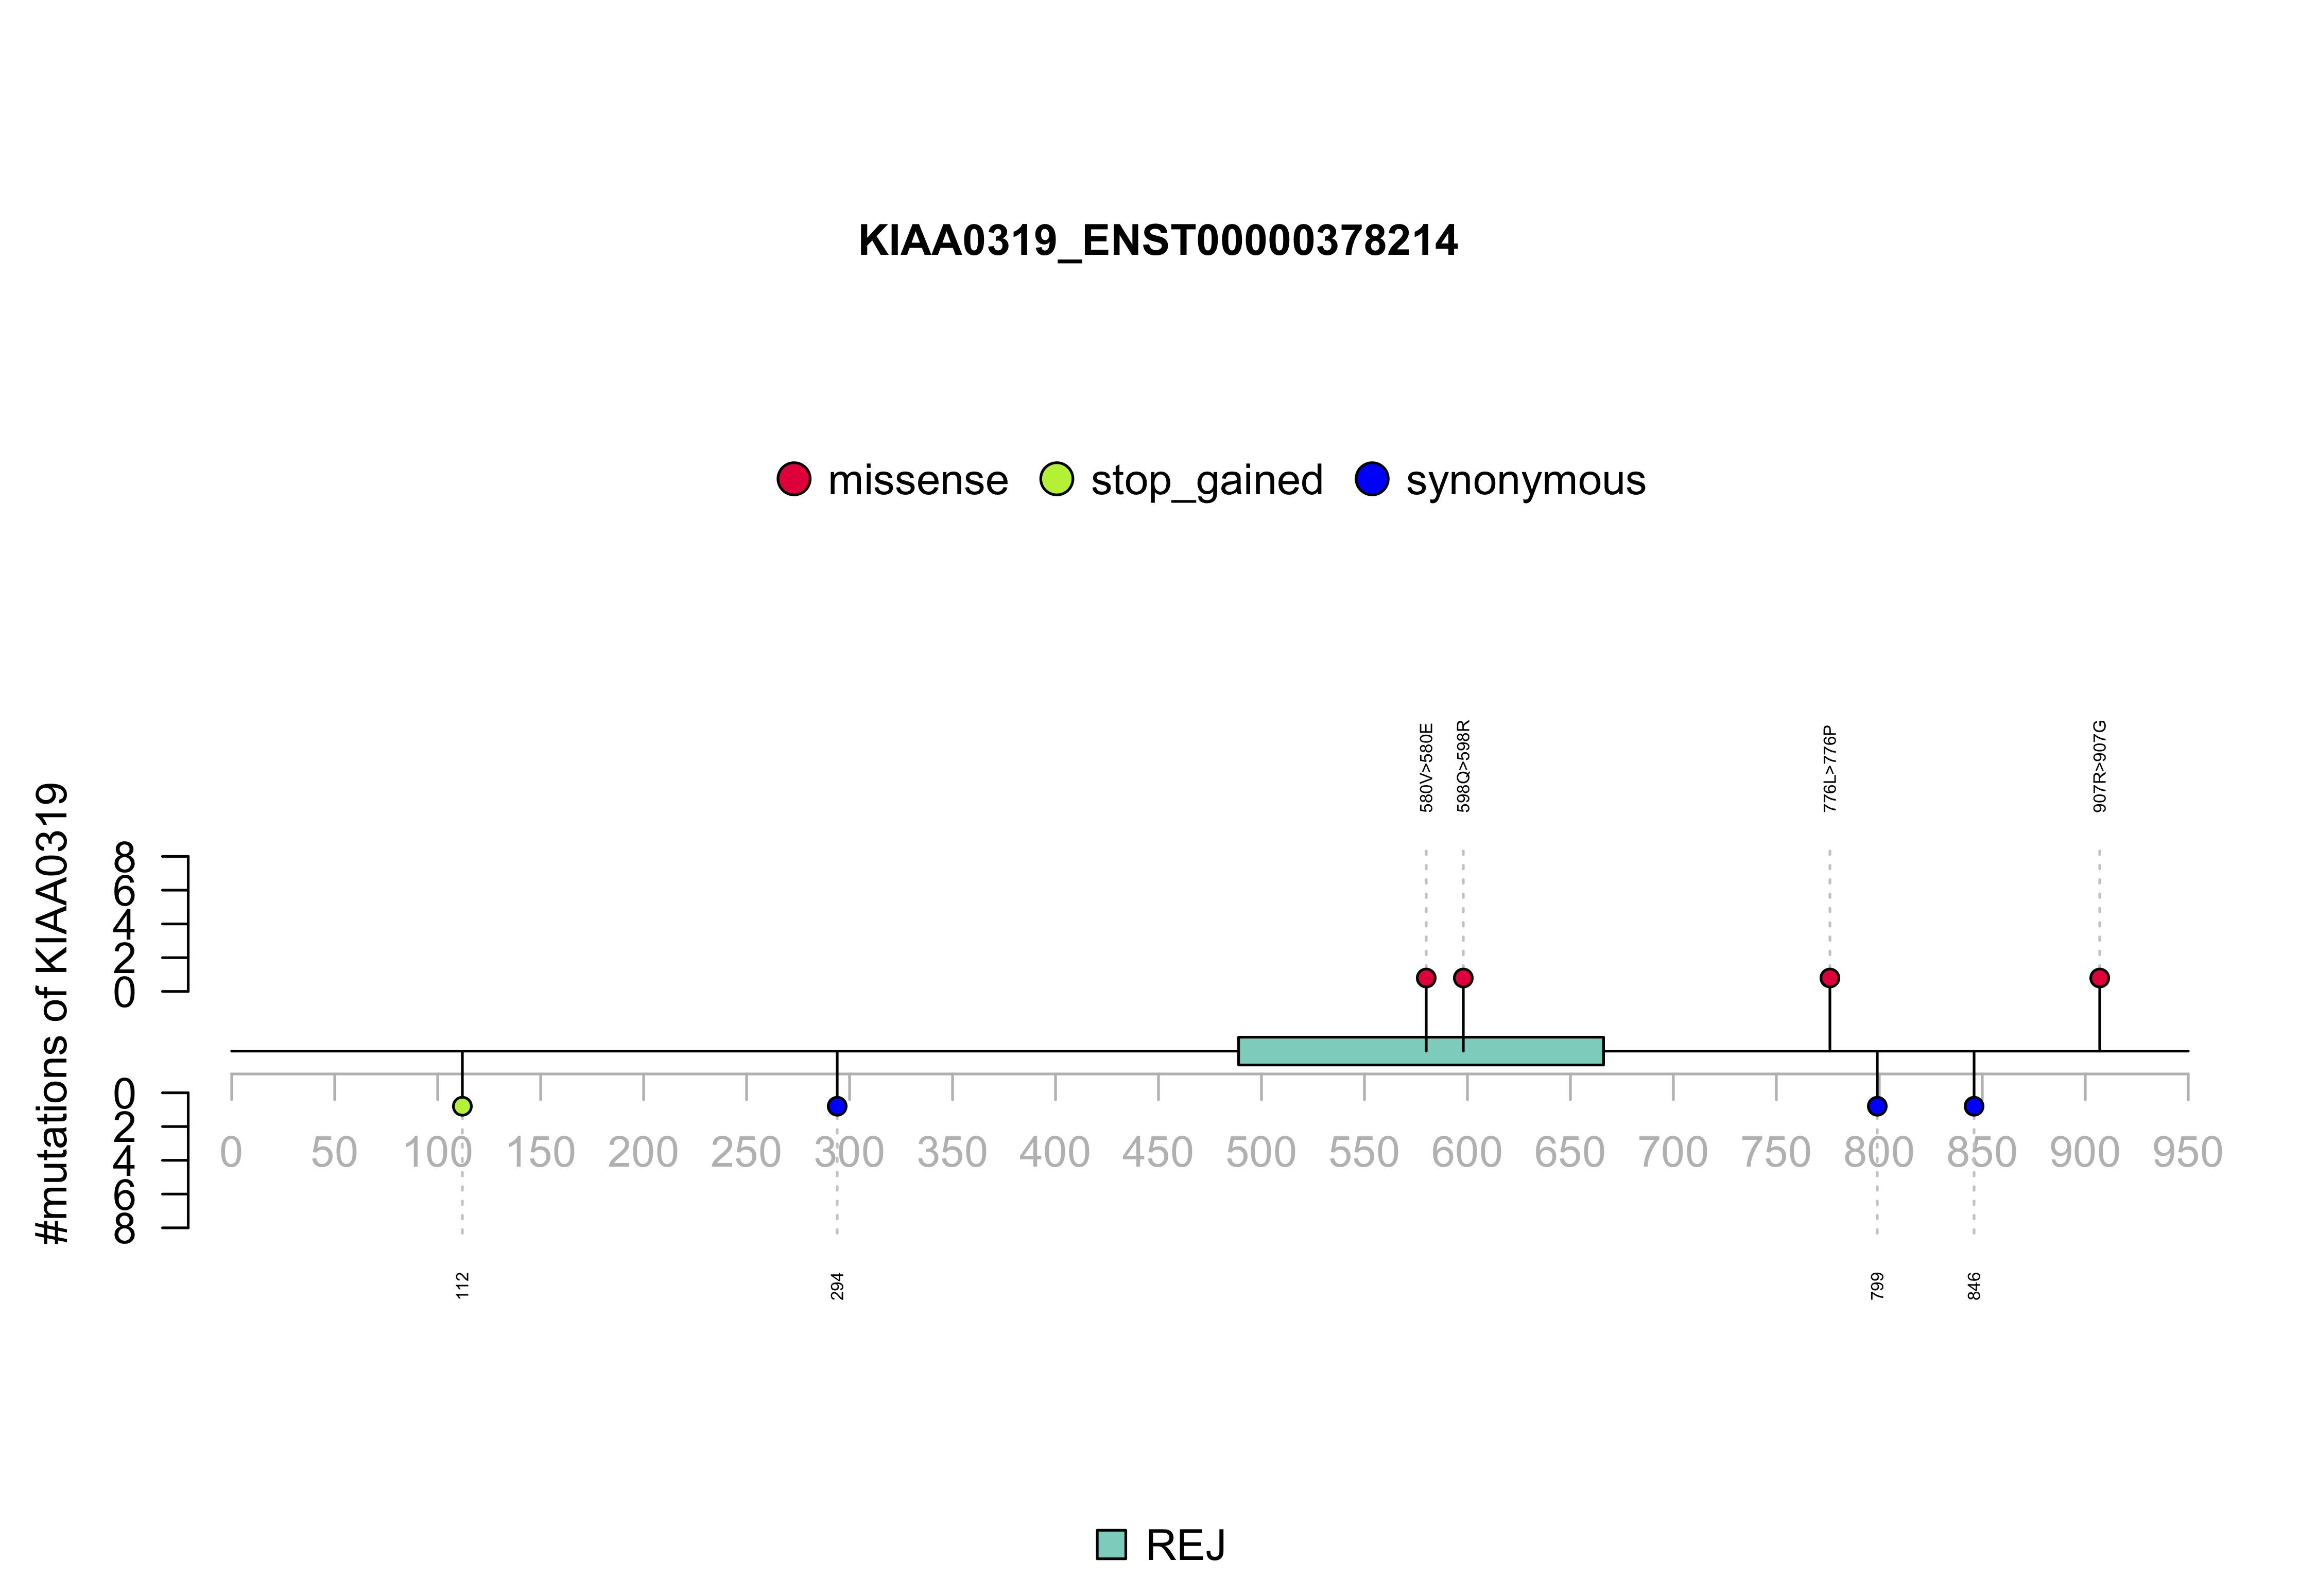 KIAA0319_ENST00000378214
missense stop_gained synonymous
580V>580E 598Q>598R 776L>776P 907R>907G
#mutations of KIAA0319
8
6
4
2
0
0
2
4
6
8
0 50 100 150 200 250 300 350 400 450 500 550 600 650 700 750 800 850 900 950
112 294 799 846
REJ